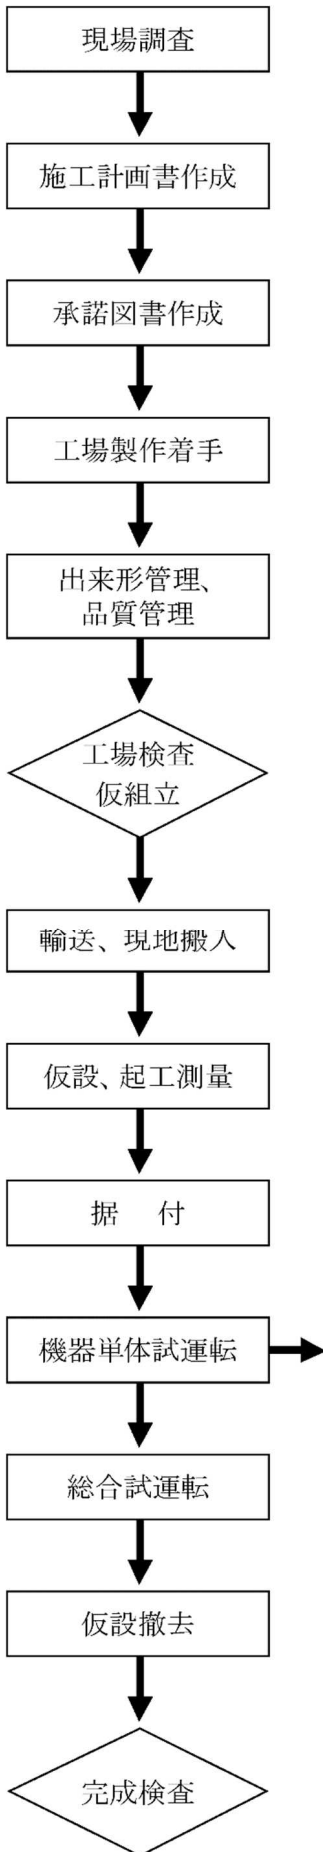 現場調査
施工計画書作成
承諾図書作成
工場製作着手
出来形管理、
品質管理
工場検査
仮組立
輸送、現地搬人
仮設、起工測量
据　付
機器単体試運転
総合試運転
仮設撤去
完成検査